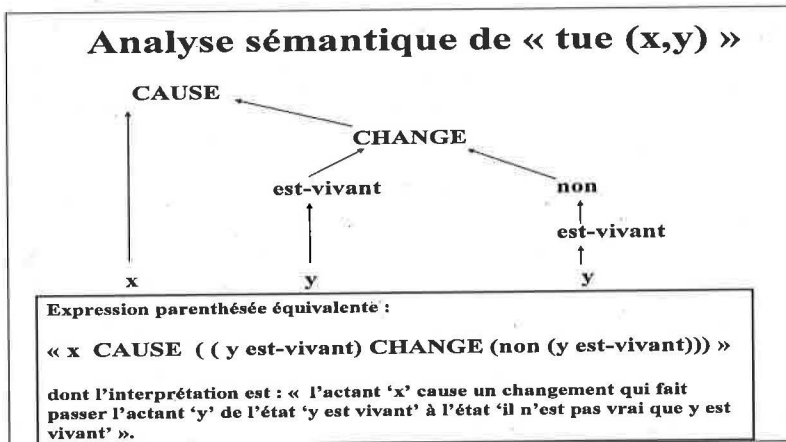 Analyse sémantique de « tue (x,y) »
CAUSE
CHANGE
est-vivant non
est-vivant
x y y
Expression parenthésée équivalente :
« x CAUSE ( ( y est-vivant) CHANGE (non (y est-vivant))) »
dont l'interprétation est : « l'actant ‘x’ cause un changement qui fait
passer l'actant ‘y’ de l'état ‘y est vivant’ à l'état ‘il n'est pas vrai que y est
vivant’ ».